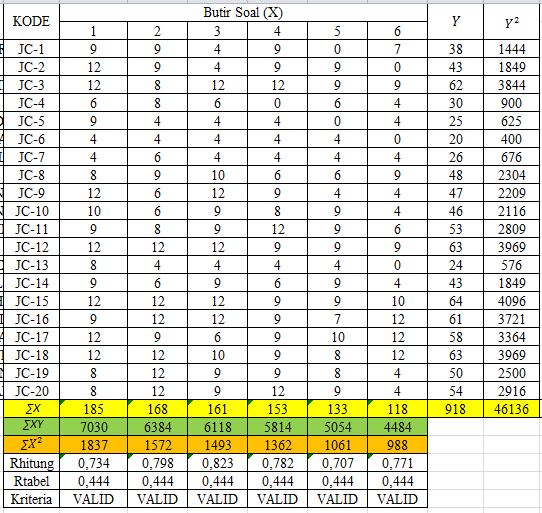 KODE Butir Soal (X) Y Y²
1 2 3 4 5 6
JC-1 9 9 4 9 0 7 38 1444
JC-2 12 9 4 9 9 0 43 1849
JC-3 12 8 12 12 9 9 62 3844
JC-4 6 8 6 0 6 4 30 900
JC-5 9 4 4 4 0 4 25 625
JC-6 4 4 4 4 4 0 20 400
JC-7 4 6 4 4 4 4 26 676
JC-8 8 9 10 6 6 9 48 2304
JC-9 12 6 12 9 4 4 47 2209
JC-10 10 6 9 8 9 4 46 2116
JC-11 9 8 9 12 9 6 53 2809
JC-12 12 12 12 9 9 9 63 3969
JC-13 8 4 4 4 4 0 24 576
JC-14 9 6 9 6 9 4 43 1849
JC-15 12 12 12 9 9 10 64 4096
JC-16 9 12 12 9 7 12 61 3721
JC-17 12 9 6 9 10 12 58 3364
JC-18 12 12 10 9 8 12 63 3969
JC-19 8 12 9 9 8 4 50 2500
JC-20 8 12 9 12 9 4 54 2916
∑X 185 168 161 153 133 118 918 46136
∑XY 7030 6384 6118 5814 5054 4484
∑X² 1837 1572 1493 1362 1061 988
Rhitung 0,734 0,798 0,823 0,782 0,707 0,771
Rtabel 0,444 0,444 0,444 0,444 0,444 0,444
Kriteria VALID VALID VALID VALID VALID VALID